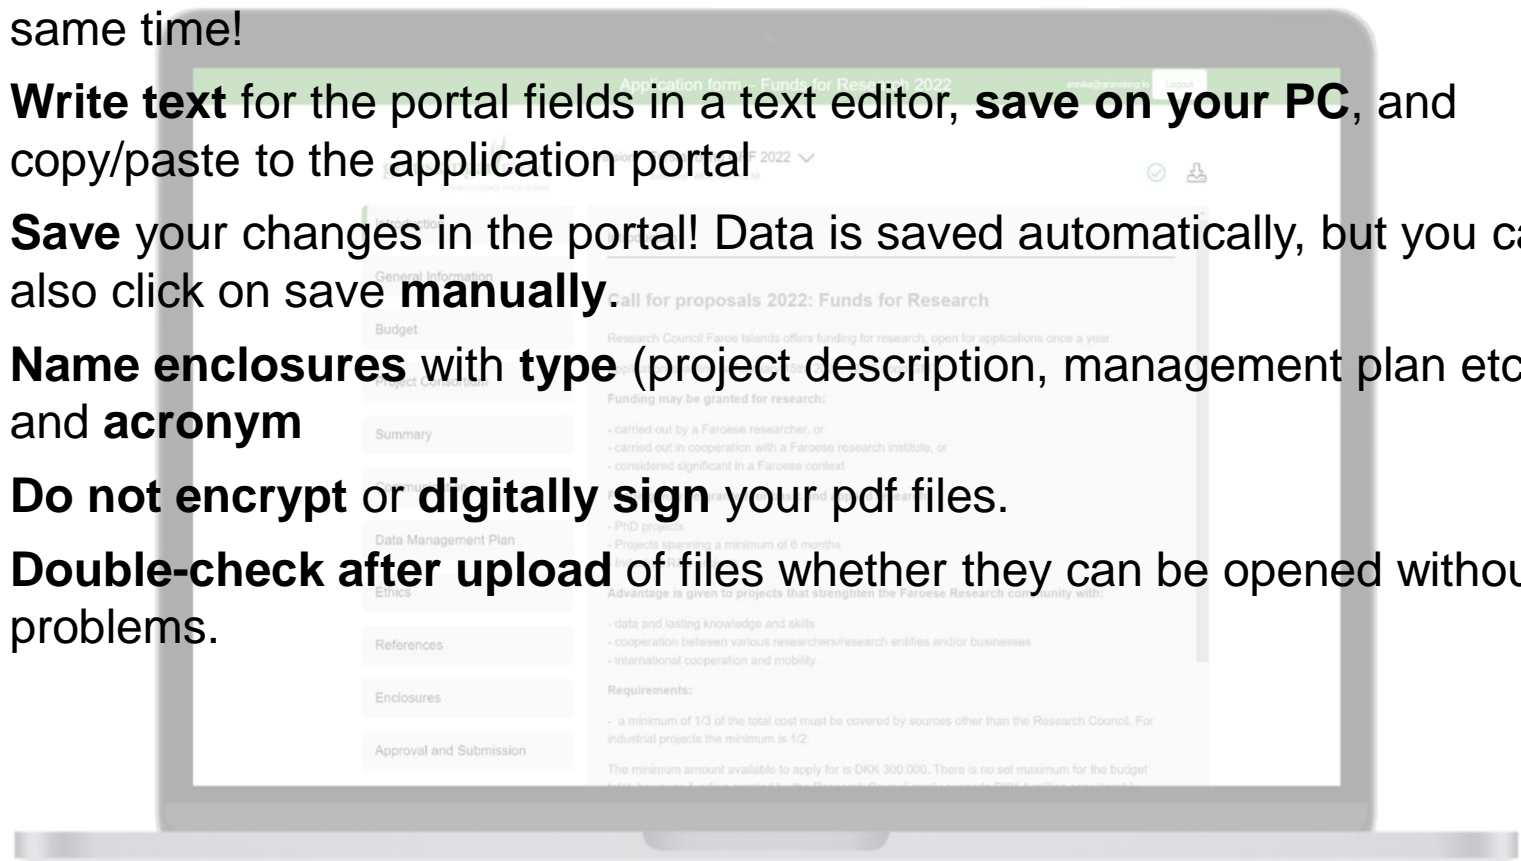 same time!
Write text for the portal fields in a text editor, save on your PC, and
copy/paste to the application portal
Save your changes in the portal! Data is saved automatically, but you ca
also click on save manually.
Name enclosures with type (project description, management plan etc
and acronym
Do not encrypt or digitally sign your pdf files.
Double-check after upload of files whether they can be opened withou
problems.
Application form - Funds for Research 2022
Logout
2022
Introduction
General Information
Budget
Project Consortium
Summary
Data Management Plan
Ethics
References
Enclosures
Approval and Submission
Call for proposals 2022: Funds for Research
Research Council Faroe Islands offers funding for research, open for applications once a year.
Funding may be granted for research:
- carried out by a Faroese researcher, or
- carried out in cooperation with a Faroese research institute, or
- considered significant in a Faroese context
- PhD projects
- Projects spanning a minimum of 6 months
Advantage is given to projects that strenghten the Faroese Research community with:
- data and lasting knowledge and skills
- cooperation between various researchers/research entities and/or businesses
- international cooperation and mobility.
Requirements:
- a minimum of 1/3 of the total cost must be covered by sources other than the Research Council. For
industrial projects the minimum is 1/2.
The minimum amount available to apply for is DKK 300.000. There is no set maximum for the budget